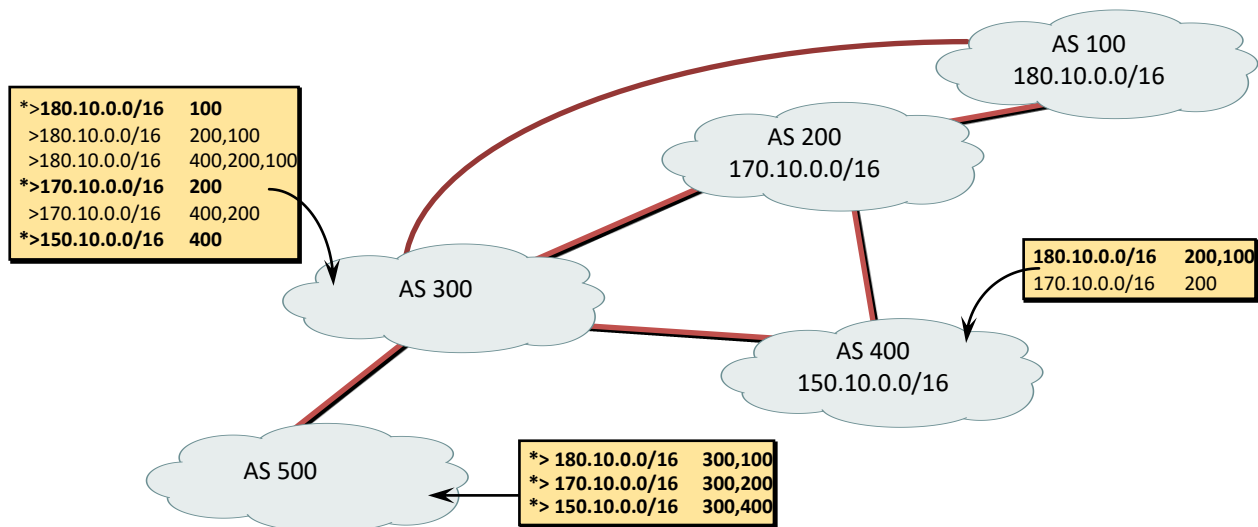 AS 100
180.10.0.0/16
*>180.10.0.0/16 100
>180.10.0.0/16 200,100
>180.10.0.0/16 400,200,100
*>170.10.0.0/16 200
>170.10.0.0/16 400,200
*>150.10.0.0/16 400
AS 200
170.10.0.0/16
AS 300
180.10.0.0/16 200,100
170.10.0.0/16 200
AS 400
150.10.0.0/16
AS 500
*> 180.10.0.0/16 300,100
*> 170.10.0.0/16 300,200
*> 150.10.0.0/16 300,400